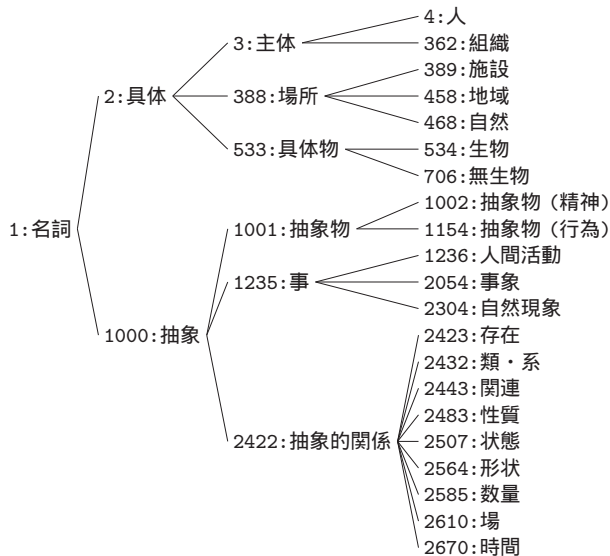 4:人
3:主体
362:組織
389:施設
2:具体
388:場所
458:地域
468:自然
533:具体物
534:生物
706:無生物
1002:抽象物（精神）
1:名詞
1001:抽象物
1154:抽象物（行為）
1236:人間活動
1235:事
2054:事象
2304:自然現象
1000:抽象
2423:存在
2432:類・系
2443:関連
2483:性質
2422:抽象的関係
2507:状態
2564:形状
2585:数量
2610:場
2670:時間